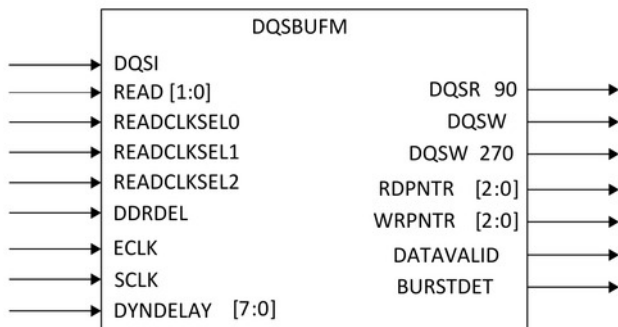 DQSBUFM
DQSI
READ [1:0]
READCLKSEL0
READCLKSEL1
READCLKSEL2
DDRDEL
ECLK
SCLK
DYNDELAY [7:0]
DQSR 90
DQSW
DQSW 270
RDPNTR [2:0]
WRPNTR [2:0]
DATAVALID
BURSTDET